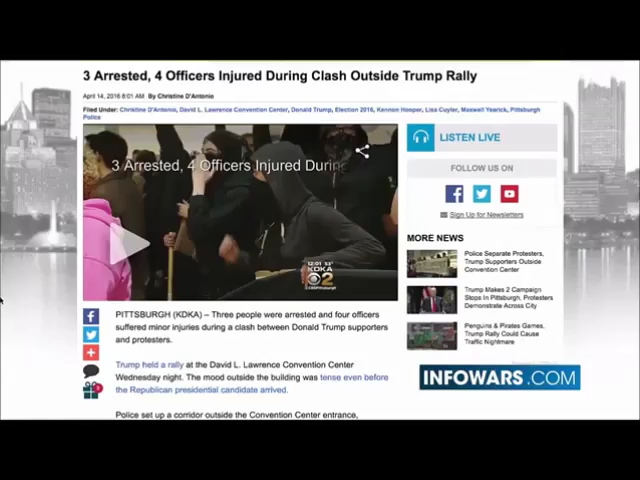 3 Arrested, 4 Officers Injured During Clash Outside Trump Rally
April 14, 2016 8:01 AM By Christine D'Antonio
Filed Under: Christine D'Antonio, David L. Lawrence Convention Center, Donald Trump, Election 2016, Kennon Hooper, Lisa Cuyler, Maxwell Yearick, Pittsburgh
Police
3 Arrested, 4 Officers Injured Durin
12:01 53°
KDKA
2
CBSPittsburgh
LISTEN LIVE
FOLLOW US ON
Sign Up for Newsletters
MORE NEWS
Police Separate Protesters,
Trump Supporters Outside
Convention Center
Trump Makes 2 Campaign
Stops In Pittsburgh, Protesters
Demonstrate Across City
Penguins & Pirates Games,
Trump Rally Could Cause
Traffic Nightmare
PITTSBURGH (KDKA) – Three people were arrested and four officers
suffered minor injuries during a clash between Donald Trump supporters
and protesters.
Trump held a rally at the David L. Lawrence Convention Center
Wednesday night. The mood outside the building was tense even before
the Republican presidential candidate arrived.
Police set up a corridor outside the Convention Center entrance,
INFOWARS.COM